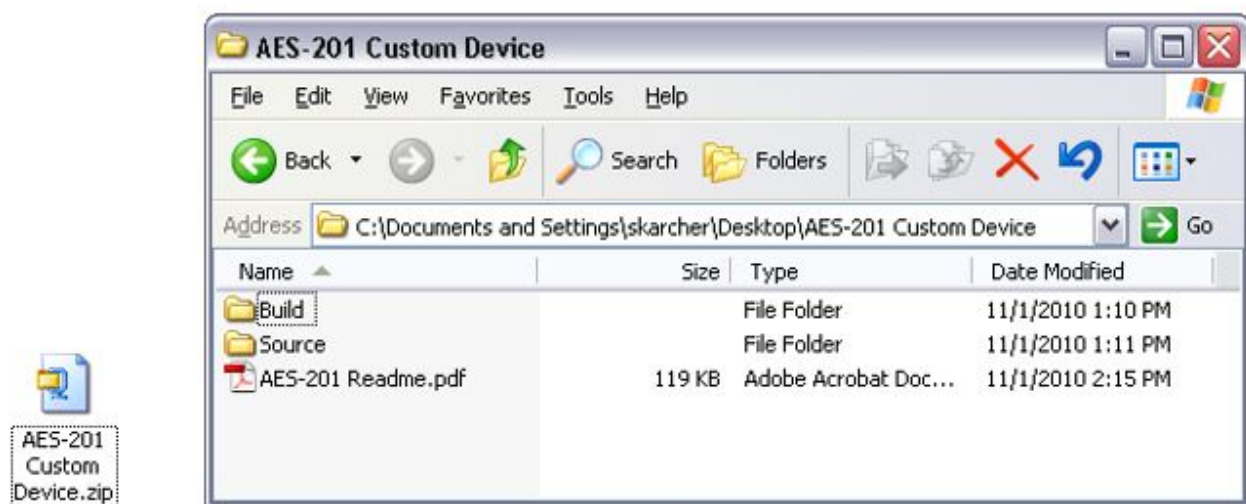 AES-201 Custom Device
File Edit View Favorites Tools Help
Back Search Folders
Address C:\Documents and Settings\skarcher\Desktop\AES-201 Custom Device Go
Name Size Type Date Modified
Build File Folder 11/1/2010 1:10 PM
Source File Folder 11/1/2010 1:11 PM
AES-201 Readme.pdf 119 KB Adobe Acrobat Doc... 11/1/2010 2:15 PM
AES-201
Custom
Device.zip